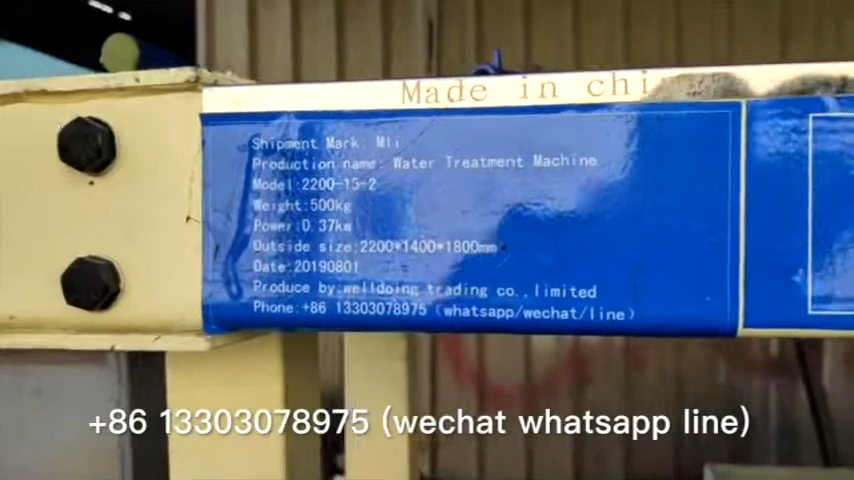 Made in chi
Shipment Mark: Mli
Production name: Water Treatment Machine
Model:2200-15-2
Weight:500kg
Power:0.37kw
Outside size:2200*1400*1800mm
Date:20190801
Produce by:welldoing trading co.,limited
Phone:+86 13303078975 (whatsapp/wechat/line)
+86 13303078975 (wechat whatsapp line)